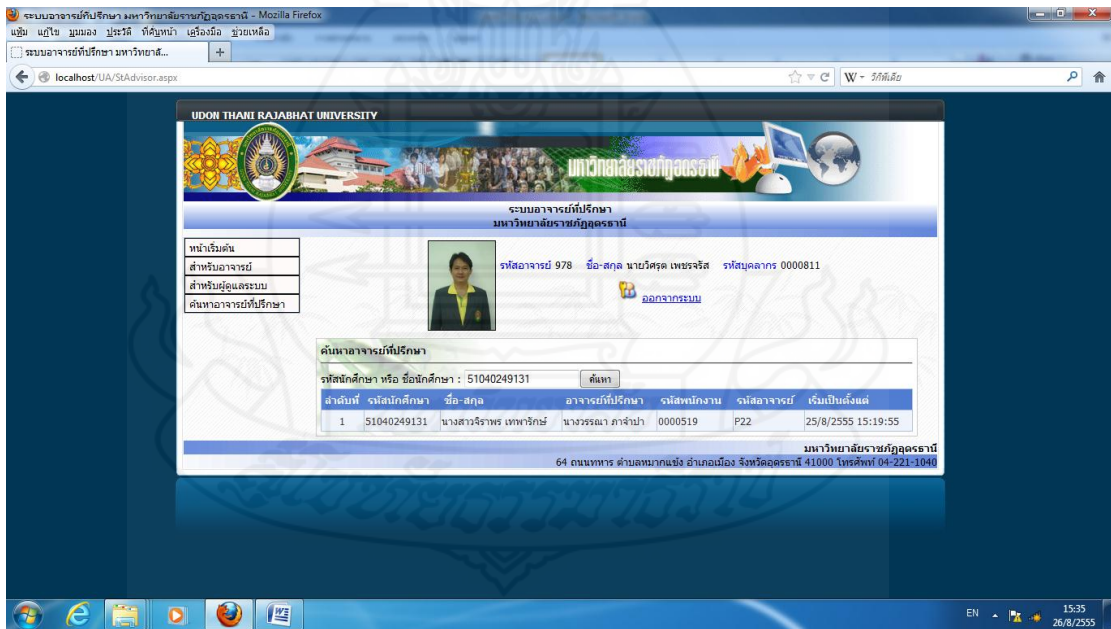 ระบบอาจารย์ที่ปรึกษา มหาวิทยาลัยราชภัฏอุดรธานี - Mozilla Firefox
แฟ้ม แก้ไข มุมมอง ประวัติ ที่คั่นหน้า เครื่องมือ ช่วยเหลือ
ระบบอาจารย์ที่ปรึกษา มหาวิทยาลั...
localhost/UA/StAdvisor.aspx
W วิกิพีเดีย
UDON THANI RAJABHAT UNIVERSITY
มหาวิทยาลัยราชภัฏอุดรธานี
ระบบอาจารย์ที่ปรึกษา
มหาวิทยาลัยราชภัฏอุดรธานี
หน้าเริ่มต้น
สำหรับอาจารย์
สำหรับผู้ดูแลระบบ
ค้นหาอาจารย์ที่ปรึกษา
รหัสอาจารย์ 978 ชื่อ-สกุล นายวิศรุต เพชรจรัส รหัสบุคลากร 0000811
ออกจากระบบ
ค้นหาอาจารย์ที่ปรึกษา
รหัสนักศึกษา หรือ ชื่อนักศึกษา : 51040249131 ค้นหา
ลำดับที่ รหัสนักศึกษา ชื่อ-สกุล อาจารย์ที่ปรึกษา รหัสพนักงาน รหัสอาจารย์ เริ่มเป็นตั้งแต่
1 51040249131 นางสาวจิราพร เทพารักษ์ นางวรรณา ภาจำปา 0000519 P22 25/8/2555 15:19:55
มหาวิทยาลัยราชภัฏอุดรธานี
64 ถนนทหาร ตำบลหมากแข้ง อำเภอเมือง จังหวัดอุดรธานี 41000 โทรศัพท์ 04-221-1040
EN
15:35
26/8/2555